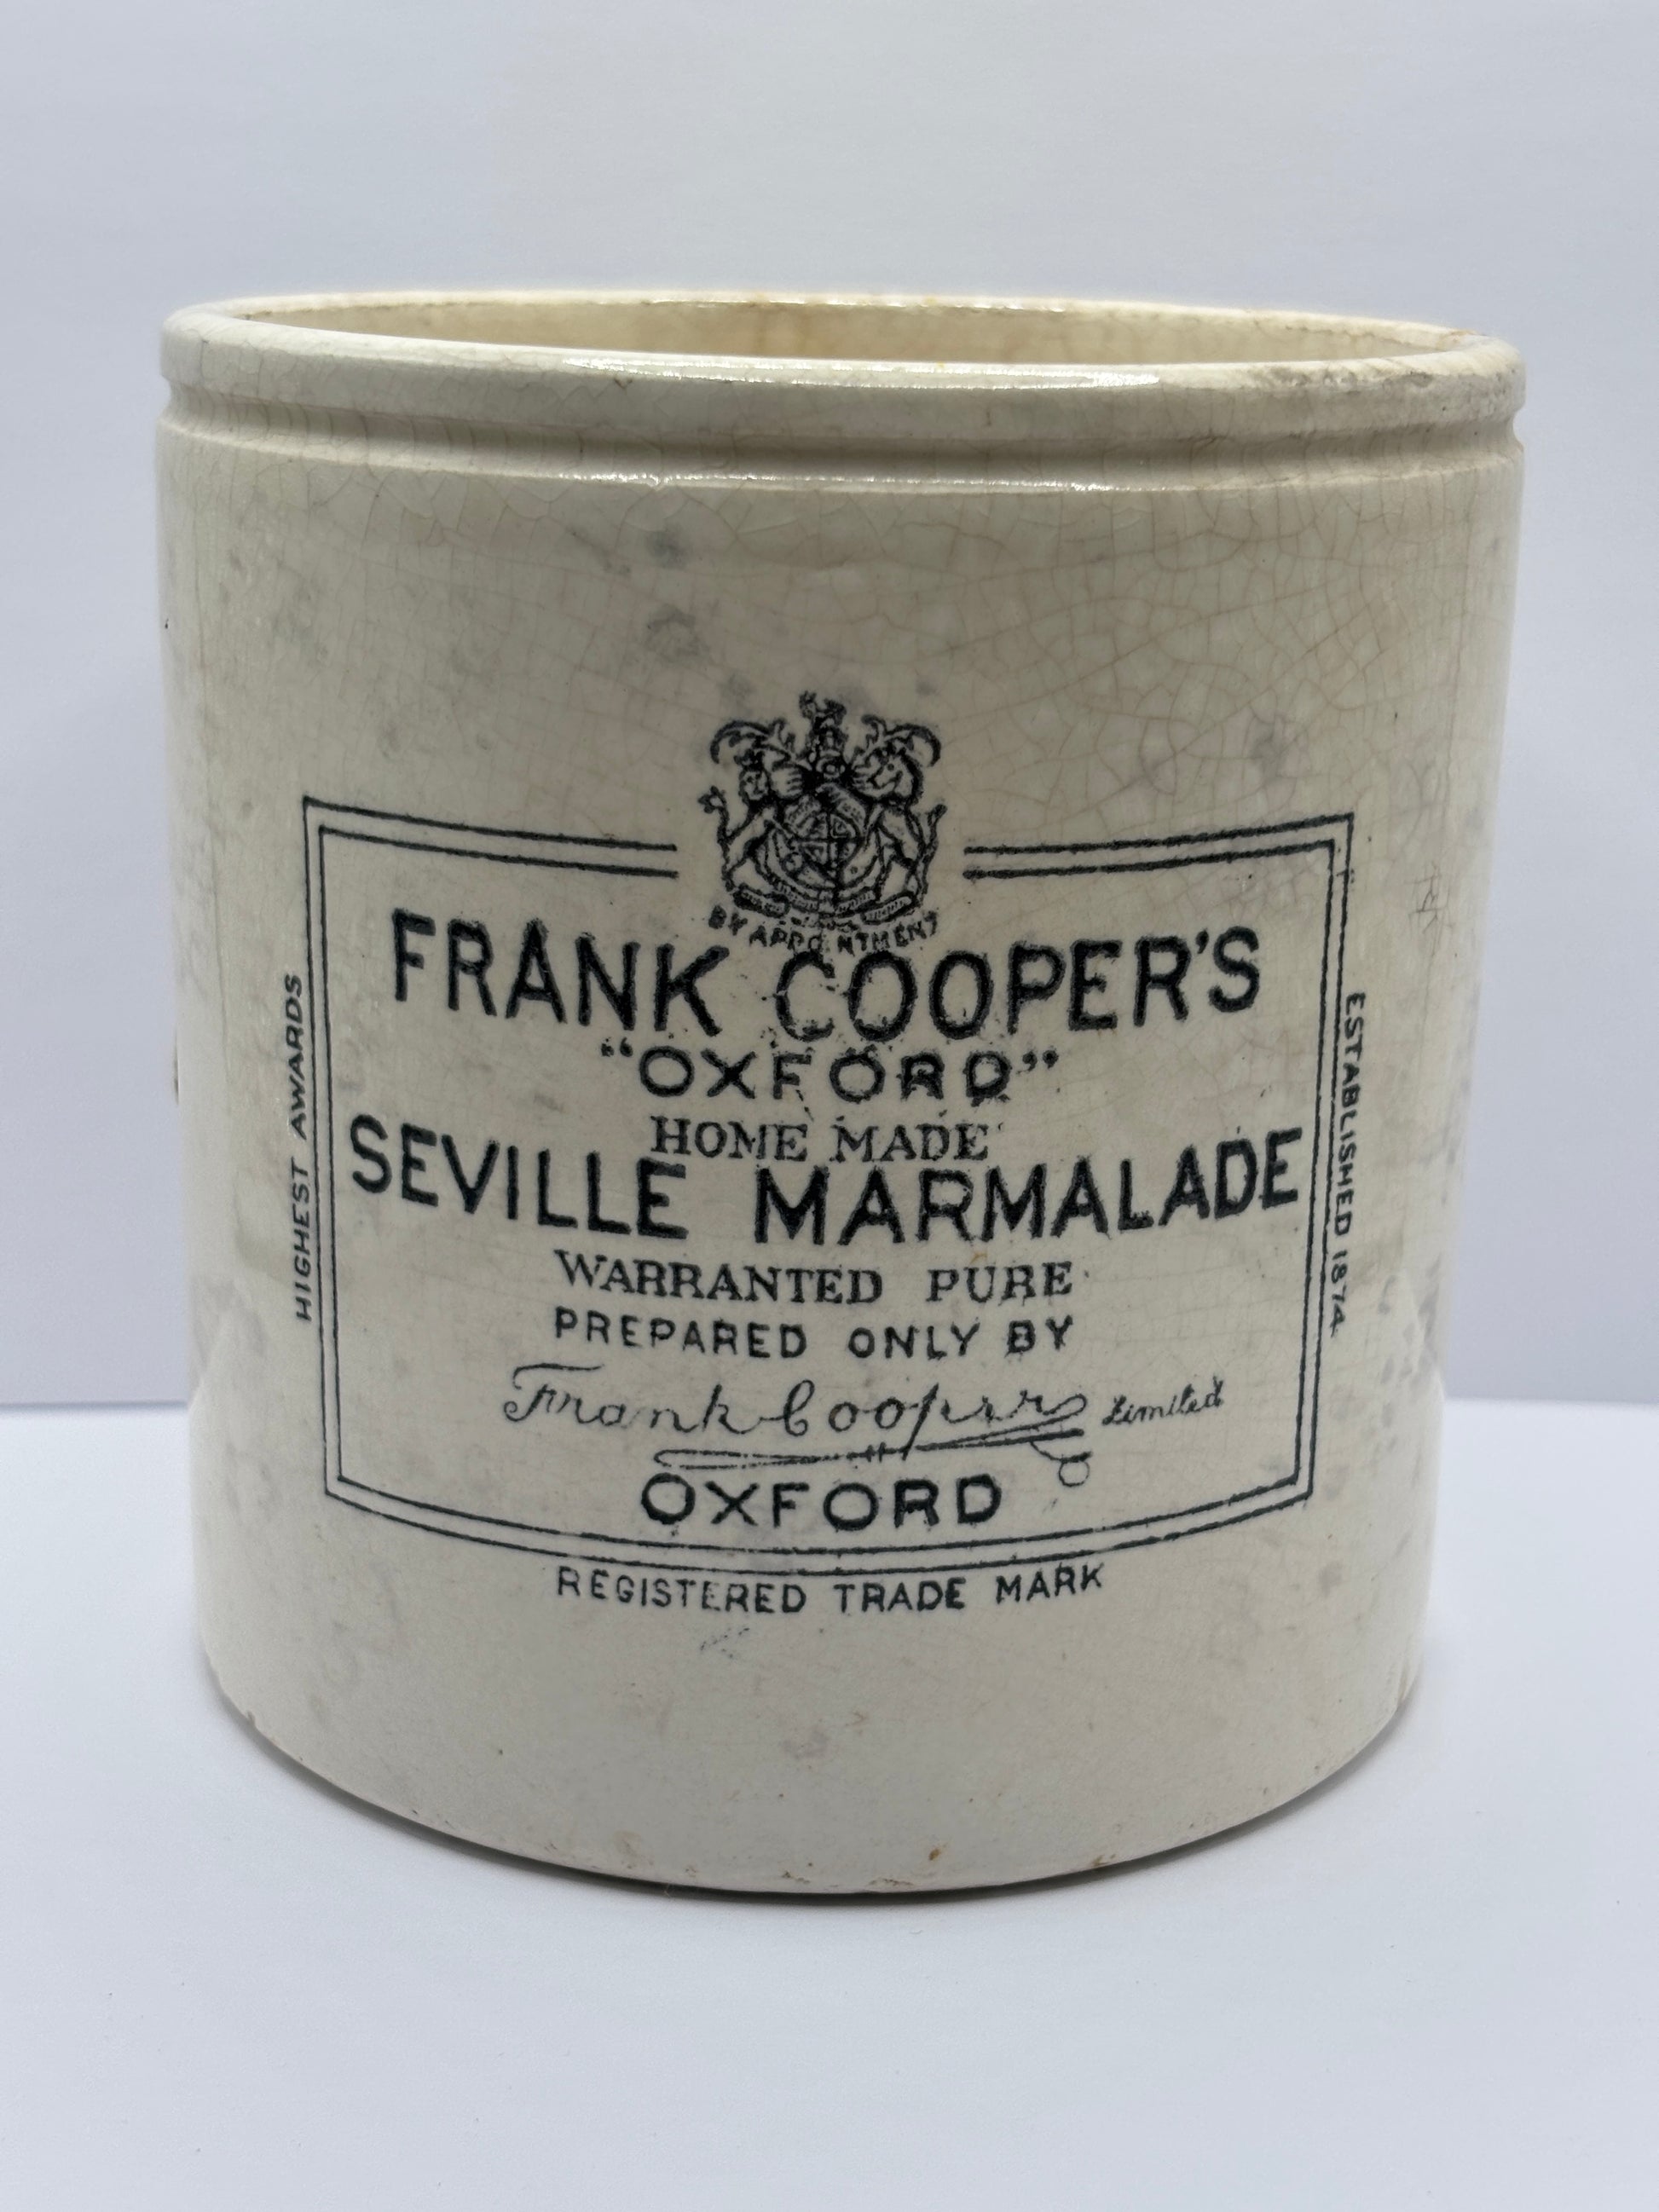 BY APPOINTMENT
FRANK COOPER'S
"OXFORD"
HOME MADE
SEVILLE MARMALADE
WARRANTED PURE
PREPARED ONLY BY
Frank Cooper Limited
OXFORD
HIGHEST AWARDS
ESTABLISHED 1874
REGISTERED TRADE MARK